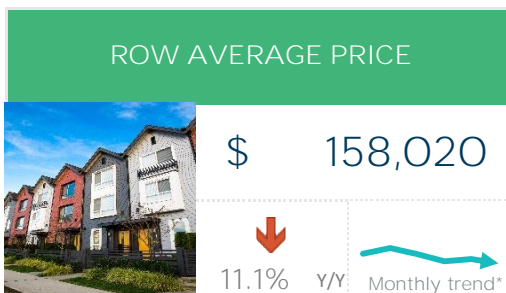 ROW AVERAGE PRICE
$ 158,020
11.1% Y/Y
Monthly trend*